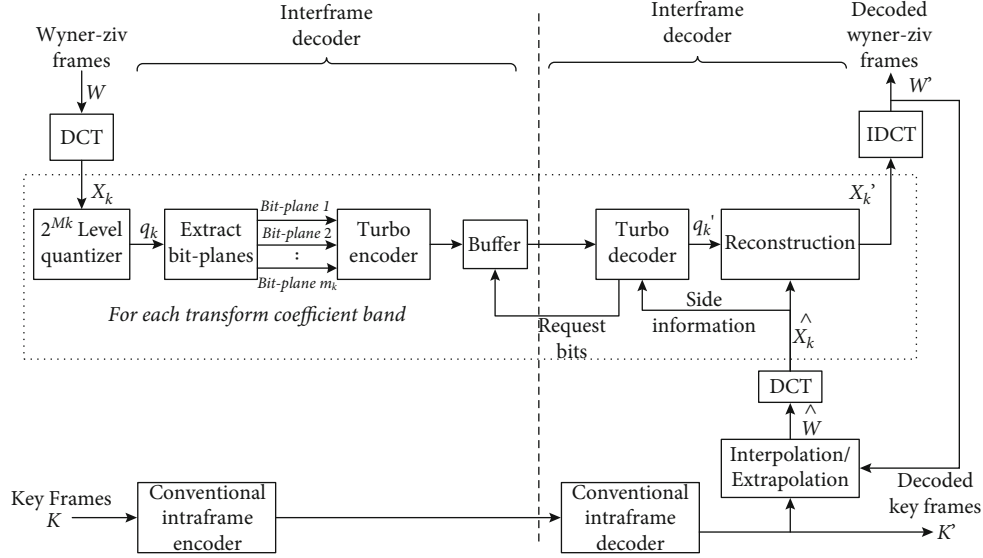 Wyner-ziv
frames
Interframe
decoder
Interframe
decoder
Decoded
wyner-ziv
frames
W
W’
DCT
IDCT
X_k
X_k’
2^{Mk} Level
quantizer
q_k
Extract
bit-planes
Bit-plane 1
Bit-plane 2
:
Bit-plane m_k
Turbo
encoder
Buffer
Turbo
decoder
q_k'
Reconstruction
For each transform coefficient band
Request
bits
Side
information
^
X_k
DCT
^
W
Interpolation/
Extrapolation
Key Frames
K
Conventional
intraframe
encoder
Conventional
intraframe
decoder
Decoded
key frames
K’